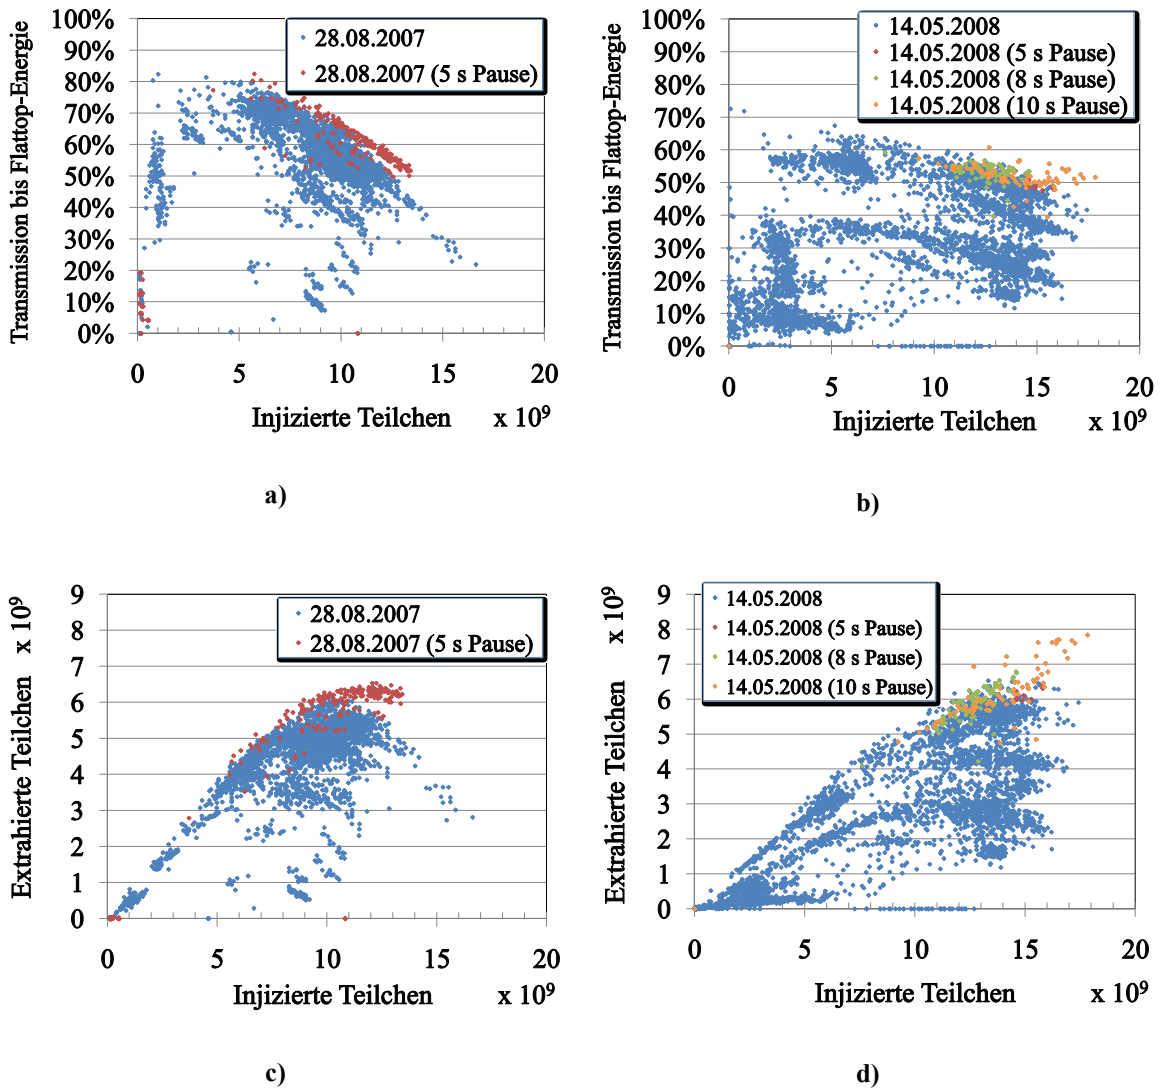 Transmission bis Flattop-Energie
100%
90%
80%
70%
60%
50%
40%
30%
20%
10%
0%
28.08.2007
28.08.2007 (5 s Pause)
0 5 10 15 20
Injizierte Teilchen x 10⁹
a)
Transmission bis Flattop-Energie
100%
90%
80%
70%
60%
50%
40%
30%
20%
10%
0%
14.05.2008
14.05.2008 (5 s Pause)
14.05.2008 (8 s Pause)
14.05.2008 (10 s Pause)
0 5 10 15 20
Injizierte Teilchen x 10⁹
b)
Extrahierte Teilchen x 10⁹
9
8
7
6
5
4
3
2
1
0
28.08.2007
28.08.2007 (5 s Pause)
0 5 10 15 20
Injizierte Teilchen x 10⁹
c)
Extrahierte Teilchen x 10⁹
9
8
7
6
5
4
3
2
1
0
14.05.2008
14.05.2008 (5 s Pause)
14.05.2008 (8 s Pause)
14.05.2008 (10 s Pause)
0 5 10 15 20
Injizierte Teilchen x 10⁹
d)